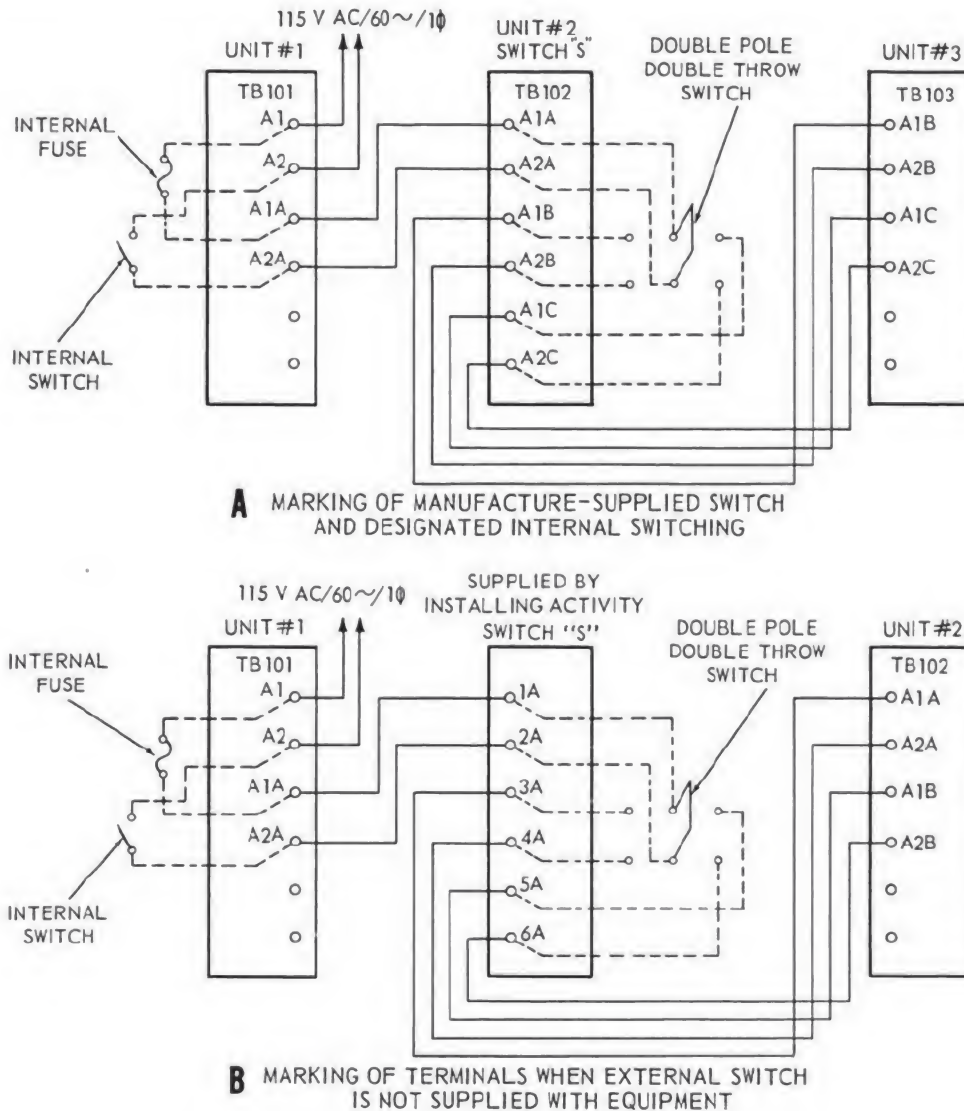 115 V AC/60~/1ϕ
UNIT#1
UNIT#2
SWITCH "S"
DOUBLE POLE
DOUBLE THROW
SWITCH
UNIT#3
INTERNAL
FUSE
INTERNAL
SWITCH
TB101
A1
A2
A1A
A2A
TB102
A1A
A2A
A1B
A2B
A1C
A2C
TB103
A1B
A2B
A1C
A2C
A MARKING OF MANUFACTURE-SUPPLIED SWITCH
AND DESIGNATED INTERNAL SWITCHING
115 V AC/60~/1ϕ
UNIT#1
SUPPLIED BY
INSTALLING ACTIVITY
SWITCH "S"
DOUBLE POLE
DOUBLE THROW
SWITCH
UNIT#2
INTERNAL
FUSE
INTERNAL
SWITCH
TB101
A1
A2
A1A
A2A
1A
2A
3A
4A
5A
6A
TB102
A1A
A2A
A1B
A2B
B MARKING OF TERMINALS WHEN EXTERNAL SWITCH
IS NOT SUPPLIED WITH EQUIPMENT